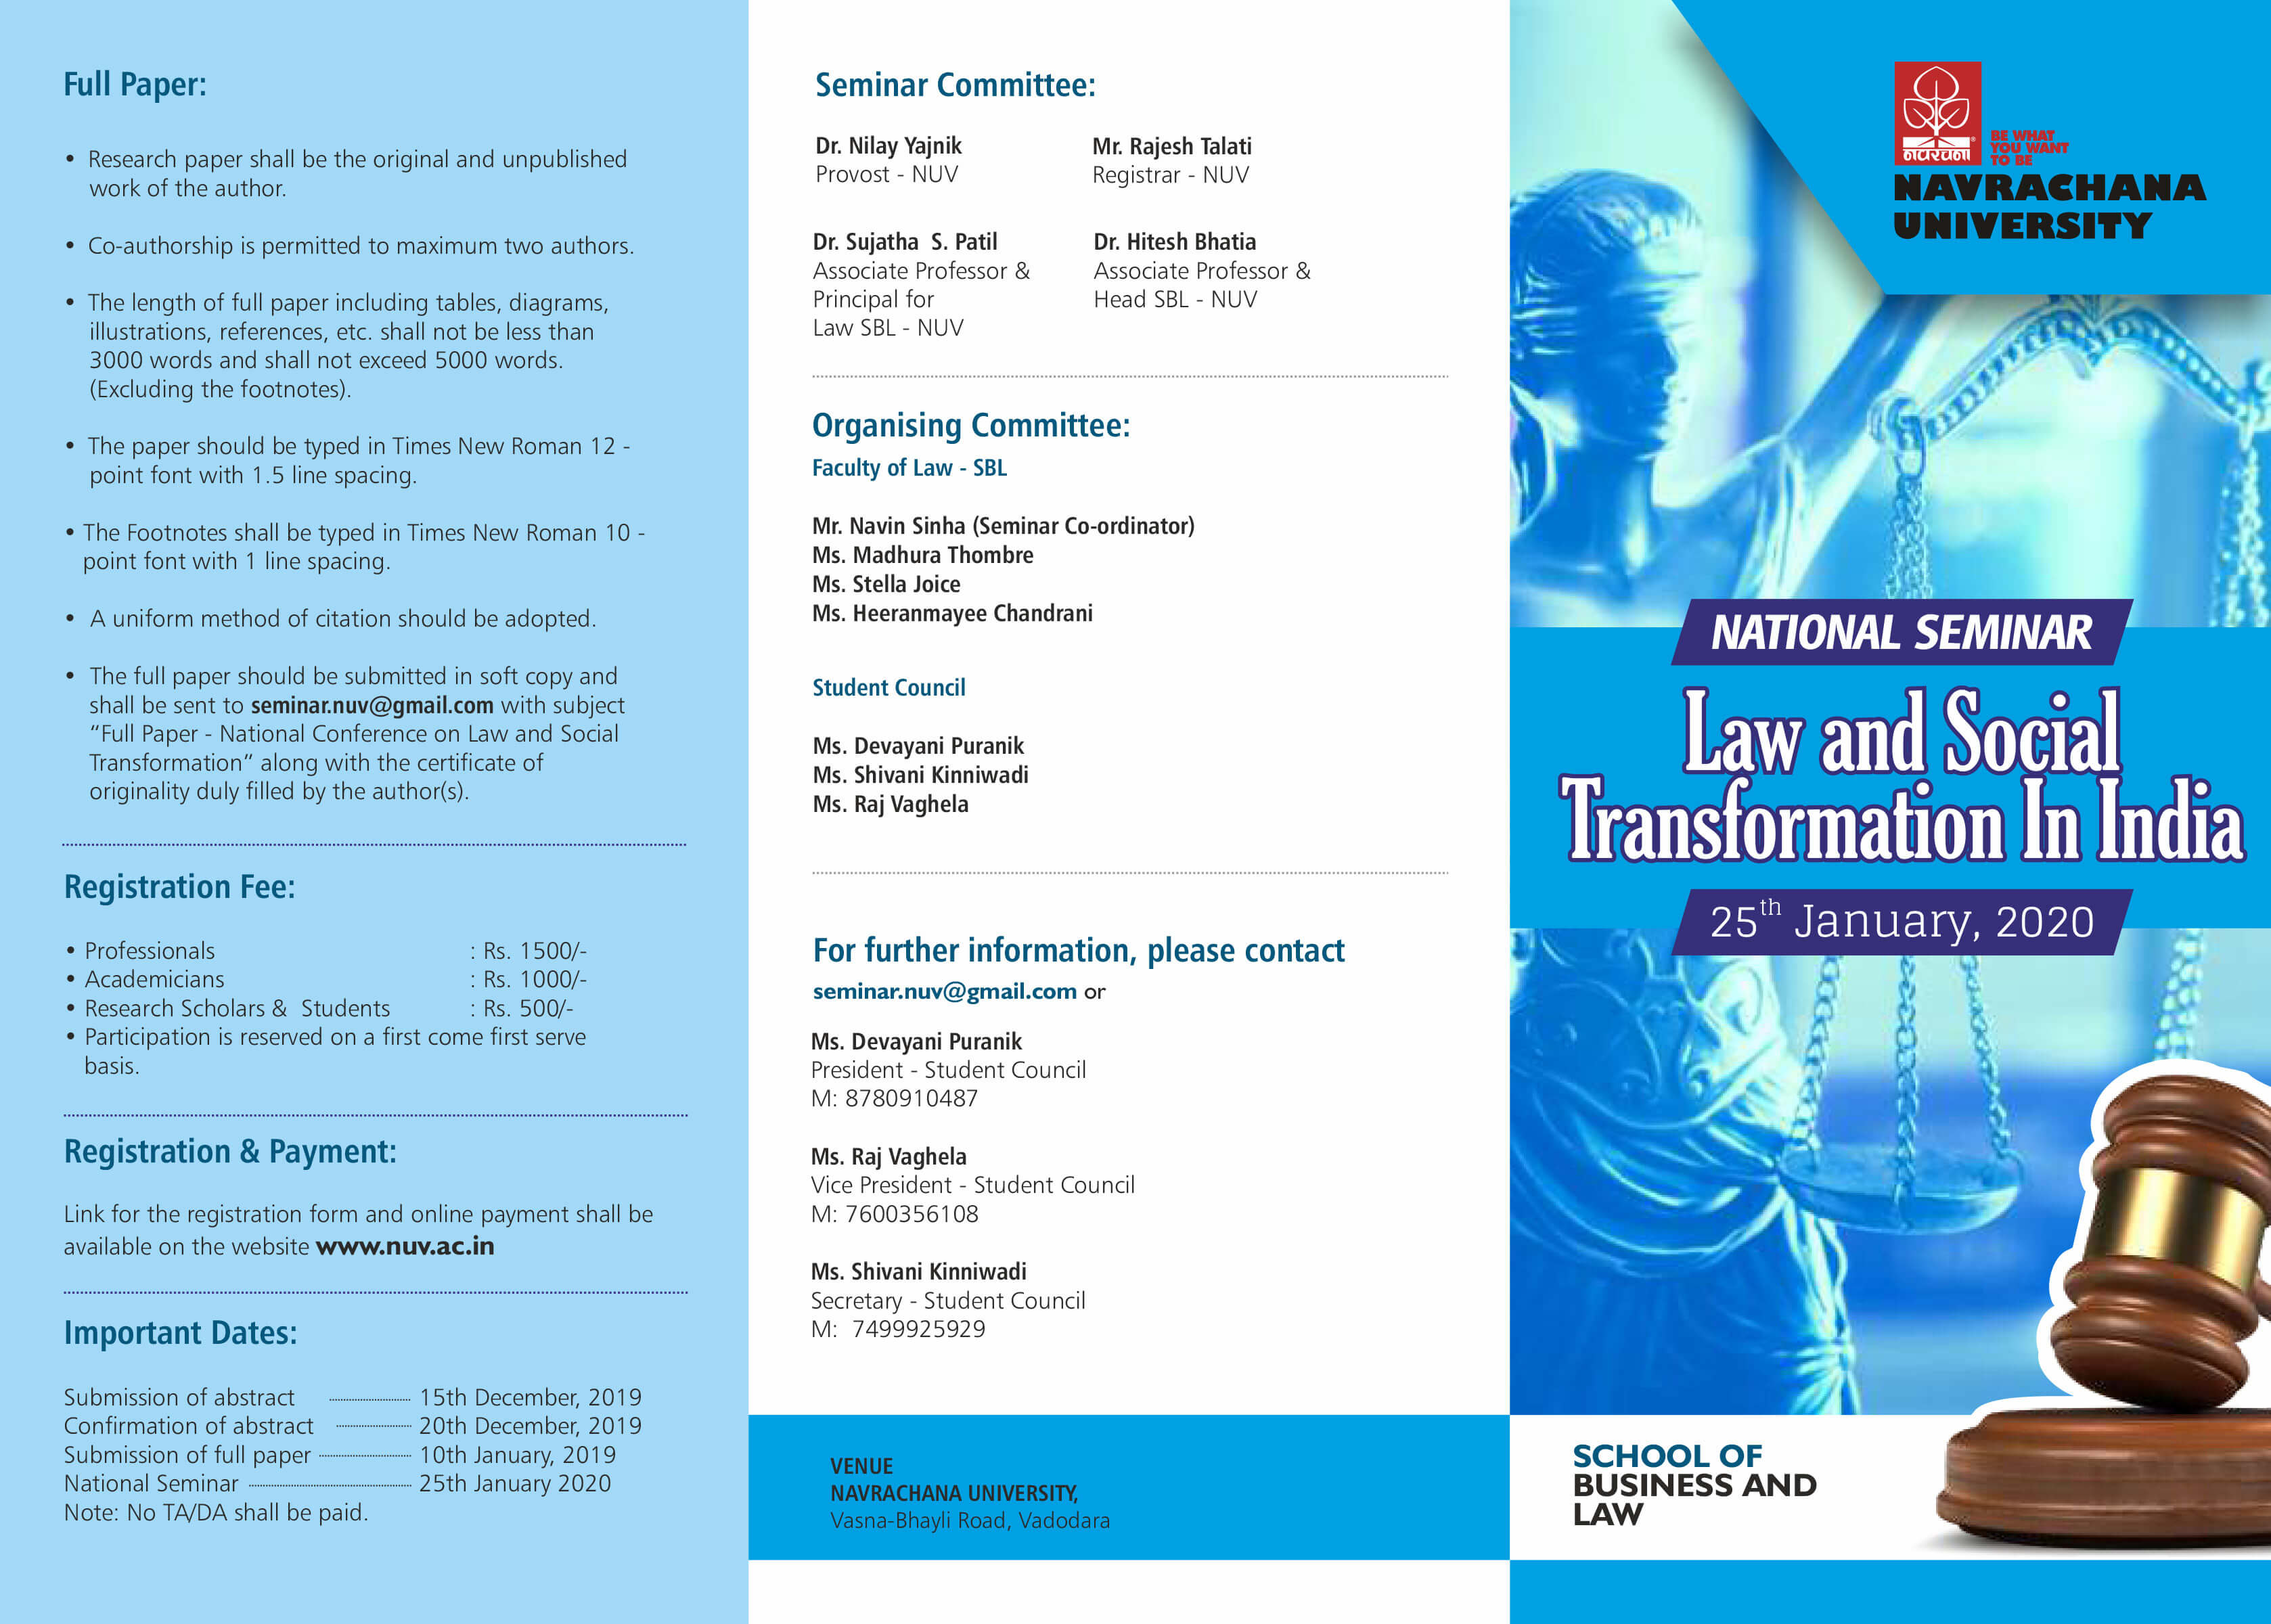 Full Paper:
• Research paper shall be the original and unpublished
work of the author.
• Co-authorship is permitted to maximum two authors.
• The length of full paper including tables, diagrams,
illustrations, references, etc. shall not be less than
3000 words and shall not exceed 5000 words.
(Excluding the footnotes).
• The paper should be typed in Times New Roman 12 -
point font with 1.5 line spacing.
• The Footnotes shall be typed in Times New Roman 10 -
point font with 1 line spacing.
• A uniform method of citation should be adopted.
• The full paper should be submitted in soft copy and
shall be sent to seminar.nuv@gmail.com with subject
“Full Paper - National Conference on Law and Social
Transformation” along with the certificate of
originality duly filled by the author(s).
Registration Fee:
• Professionals : Rs. 1500/-
• Academicians : Rs. 1000/-
• Research Scholars & Students : Rs. 500/-
• Participation is reserved on a first come first serve
basis.
Registration & Payment:
Link for the registration form and online payment shall be
available on the website www.nuv.ac.in
Important Dates:
Submission of abstract 15th December, 2019
Confirmation of abstract 20th December, 2019
Submission of full paper 10th January, 2019
National Seminar 25th January 2020
Note: No TA/DA shall be paid.
Seminar Committee:
Dr. Nilay Yajnik
Provost - NUV
Mr. Rajesh Talati
Registrar - NUV
Dr. Sujatha S. Patil
Associate Professor &
Principal for
Law SBL - NUV
Dr. Hitesh Bhatia
Associate Professor &
Head SBL - NUV
Organising Committee:
Faculty of Law - SBL
Mr. Navin Sinha (Seminar Co-ordinator)
Ms. Madhura Thombre
Ms. Stella Joice
Ms. Heeranmayee Chandrani
Student Council
Ms. Devayani Puranik
Ms. Shivani Kinniwadi
Ms. Raj Vaghela
For further information, please contact
seminar.nuv@gmail.com or
Ms. Devayani Puranik
President - Student Council
M: 8780910487
Ms. Raj Vaghela
Vice President - Student Council
M: 7600356108
Ms. Shivani Kinniwadi
Secretary - Student Council
M: 7499925929
VENUE
NAVRACHANA UNIVERSITY,
Vasna-Bhayli Road, Vadodara
નવરચના
BE WHAT
YOU WANT
TO BE
NAVRACHANA
UNIVERSITY
NATIONAL SEMINAR
Law and Social
Transformation In India
25th January, 2020
SCHOOL OF
BUSINESS AND
LAW